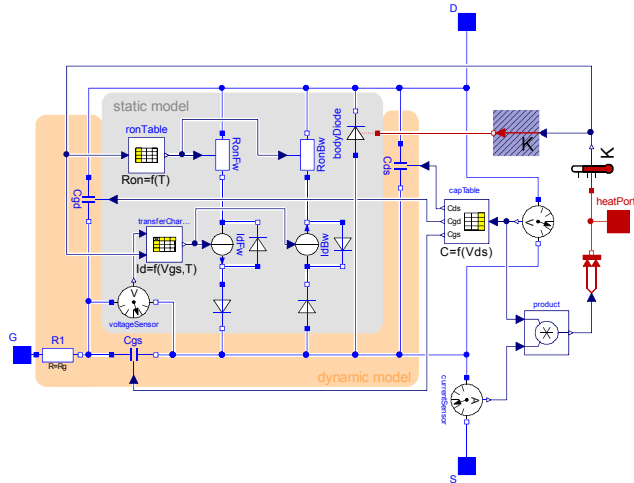 D
static model
ronTable
RonFw
RonBw
bodyDiode
Cds
K
K
Ron=f(T)
Cgd
capTable
Cds
Cgd
Cgs
C=f(Vds)
V
heatPort
transferChar...
IdFw
IdBw
Id=f(Vgs,T)
V
voltageSensor
product
G
R1
R=Rg
Cgs
dynamic model
currentSensor
A
S